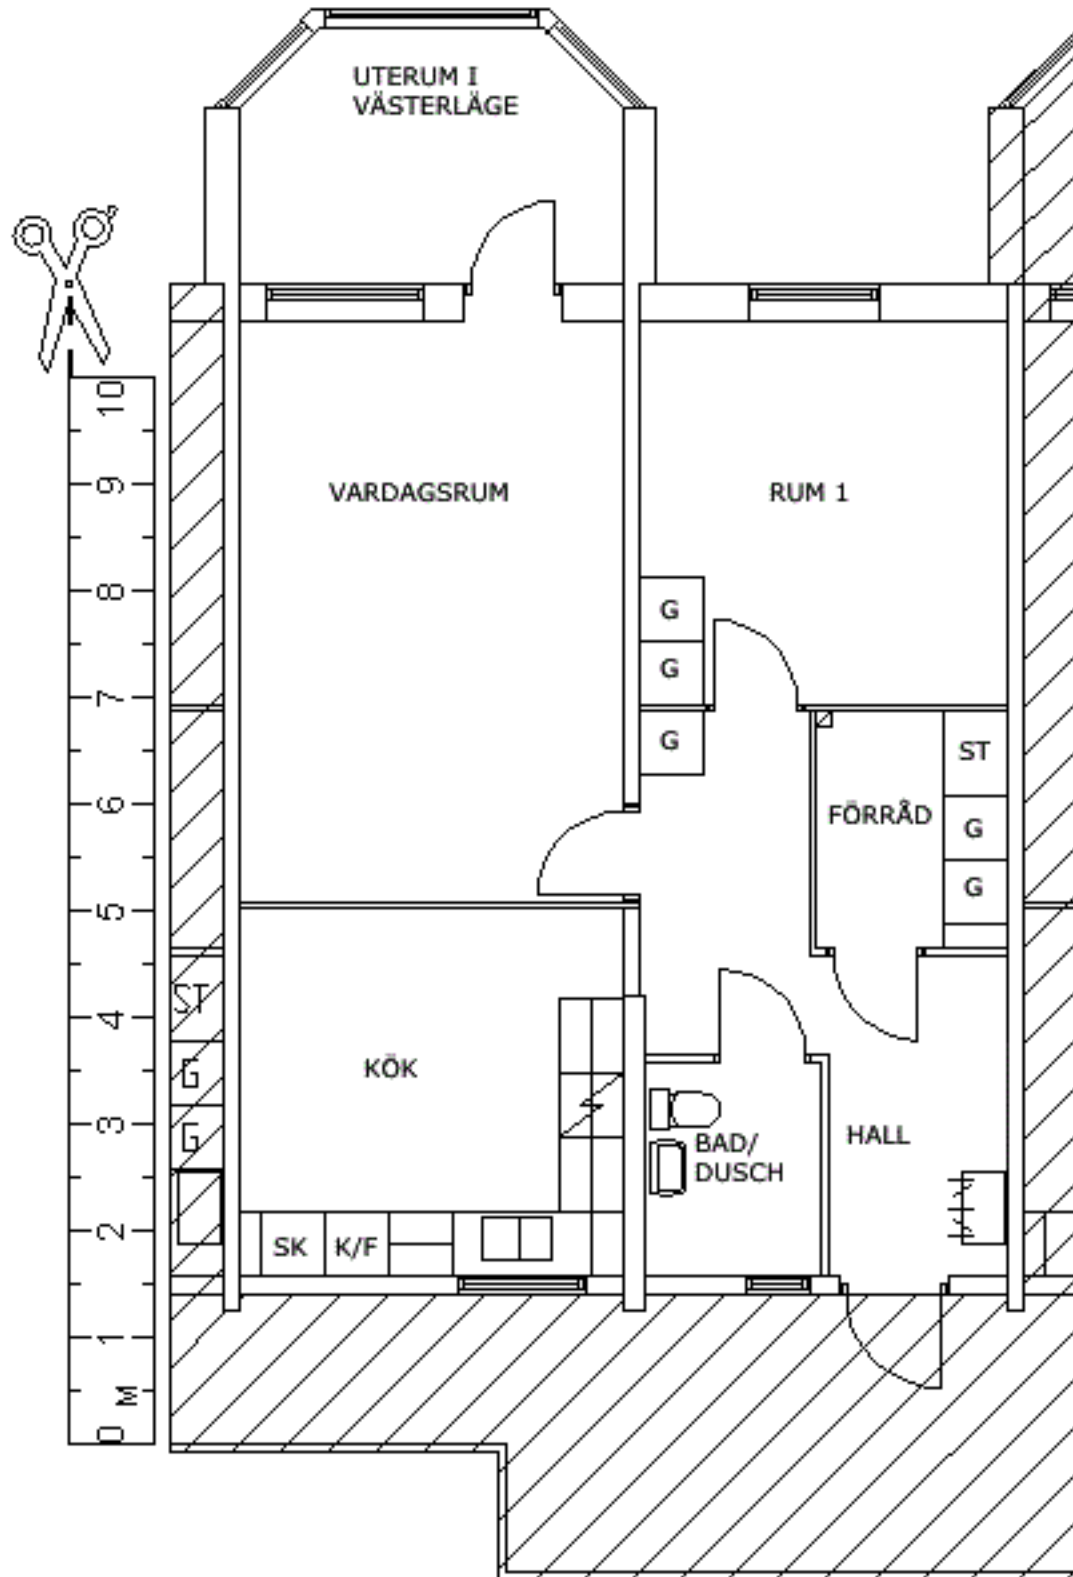 UTERUM I
VÄSTERLÄGE
VARDAGSRUM
RUM 1
G
G
G
ST
FÖRRÅD
G
G
KÖK
BAD/
DUSCH
HALL
SK
K/F
ST
G
G
10
9
8
7
6
5
4
3
2
1
M
0